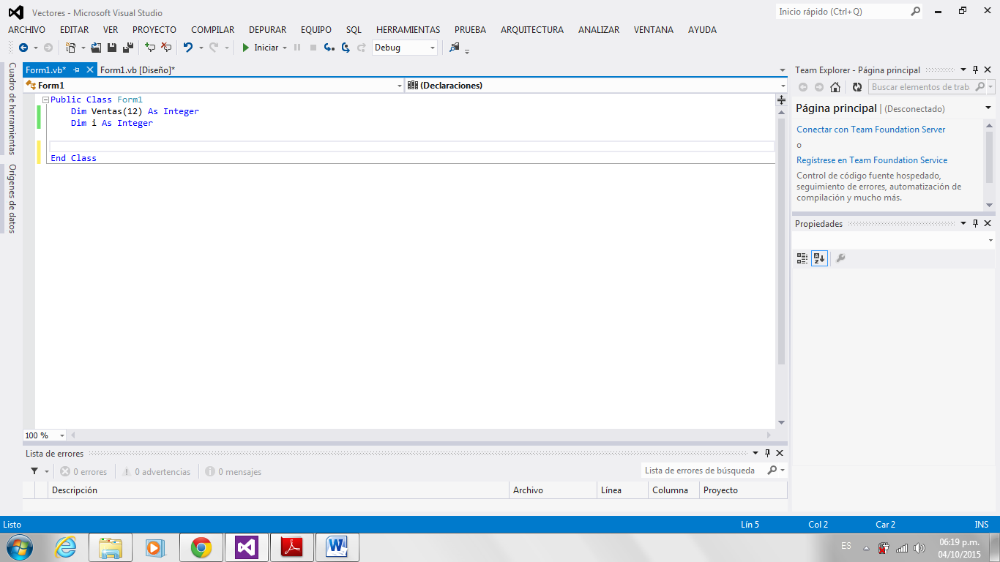 Vectores - Microsoft Visual Studio
Inicio rápido (Ctrl+Q)
ARCHIVO EDITAR VER PROYECTO COMPILAR DEPURAR EQUIPO SQL HERRAMIENTAS PRUEBA ARQUITECTURA ANALIZAR VENTANA AYUDA
Iniciar Debug
Cuadro de herramientas
Orígenes de datos
Form1.vb* Form1.vb [Diseño]*
Form1 (Declaraciones)
Public Class Form1
Dim Ventas(12) As Integer
Dim i As Integer
End Class
100 %
Team Explorer - Página principal
Buscar elementos de trab
Página principal | (Desconectado)
Conectar con Team Foundation Server
o
Regístrese en Team Foundation Service
Control de código fuente hospedado,
seguimiento de errores, automatización de
compilación y mucho más.
Propiedades
Lista de errores
0 errores 0 advertencias 0 mensajes
Lista de errores de búsqueda
Descripción Archivo Línea Columna Proyecto
Listo Lín 5 Col 2 Car 2 INS
ES
06:19 p.m.
04/10/2015